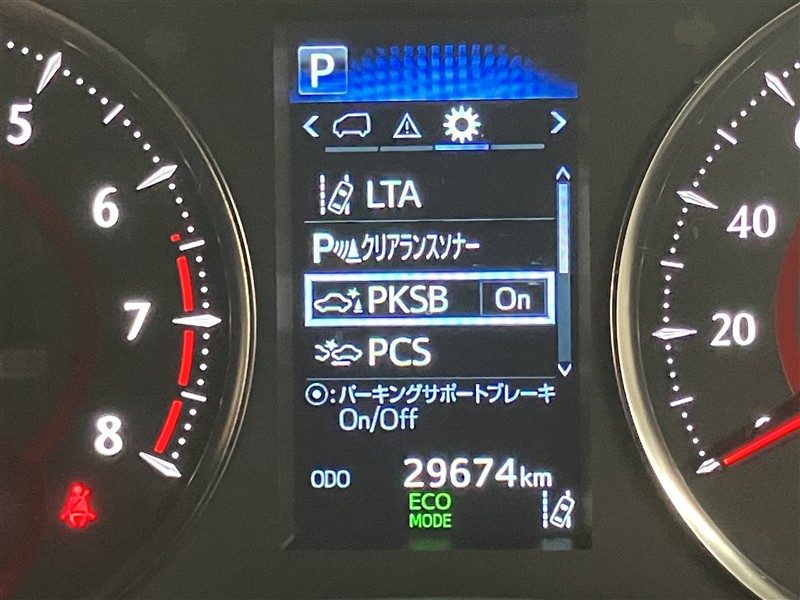 P
LTA
P クリアランスソナー
PKSB On
PCS
◉:パーキングサポートブレーキ
On/Off
ODO 29674km
ECO
MODE
5
6
7
8
40
20